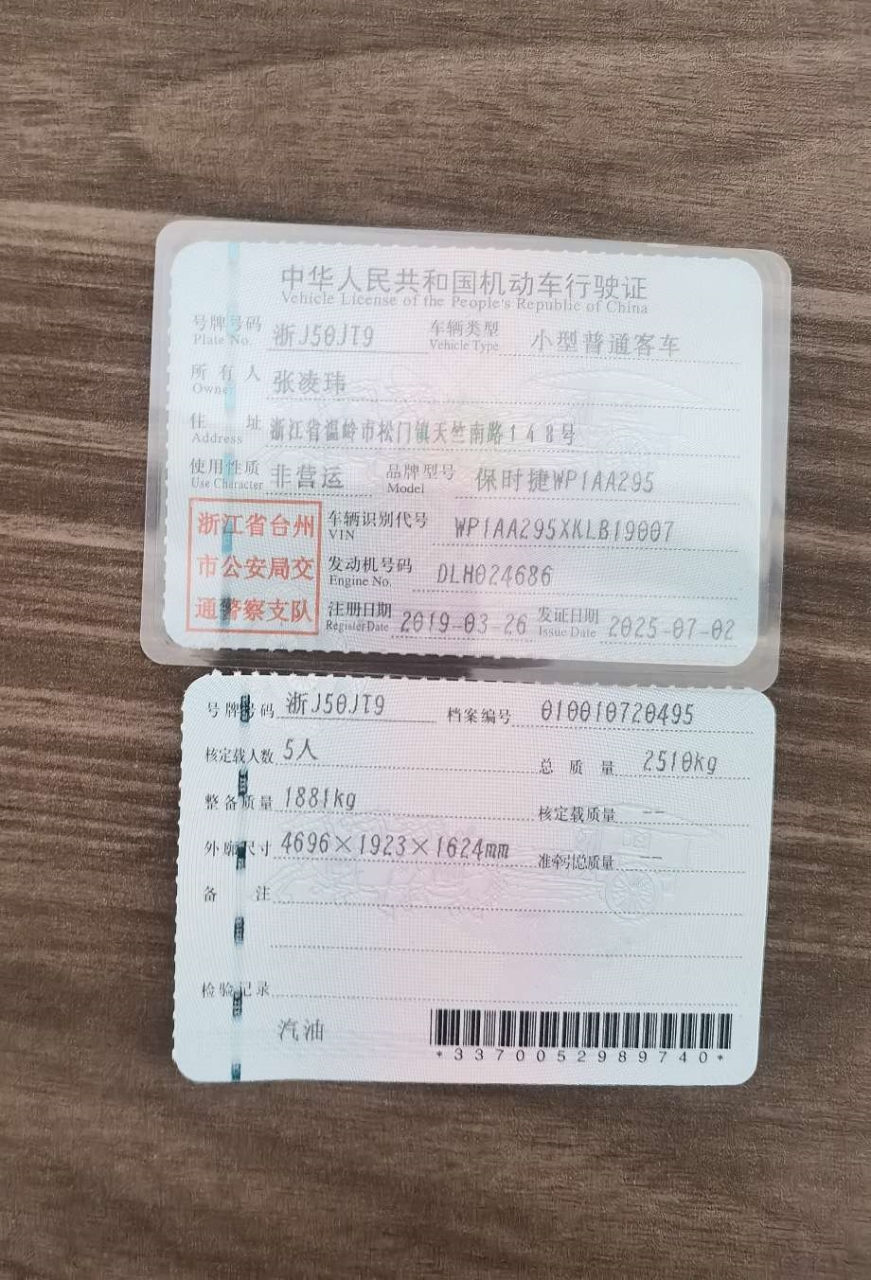 中华人民共和国机动车行驶证
Vehicle License of the People's Republic of China
号牌号码 浙J50JT9 车辆类型 小型普通客车
Plate No. Vehicle Type
所有人 张凌玮
Owner
住址 浙江省温岭市松门镇天竺南路148号
Address
使用性质 非营运 品牌型号 保时捷WP1AA295
Use Character Model
浙江省台州
市公安局交
通警察支队
车辆识别代号 WP1AA295XKLB19007
VIN
发动机号码 DLH024686
Engine No.
注册日期 2019-03-26 发证日期 2025-07-02
Register Date Issue Date
号牌号码 浙J50JT9 档案编号 010010720495
核定载人数 5人 总质量 2510kg
整备质量 1881kg 核定载质量 --
外廓尺寸 4696×1923×1624mm 准牵引总质量 --
备注
检验记录
汽油
*3370052989740*